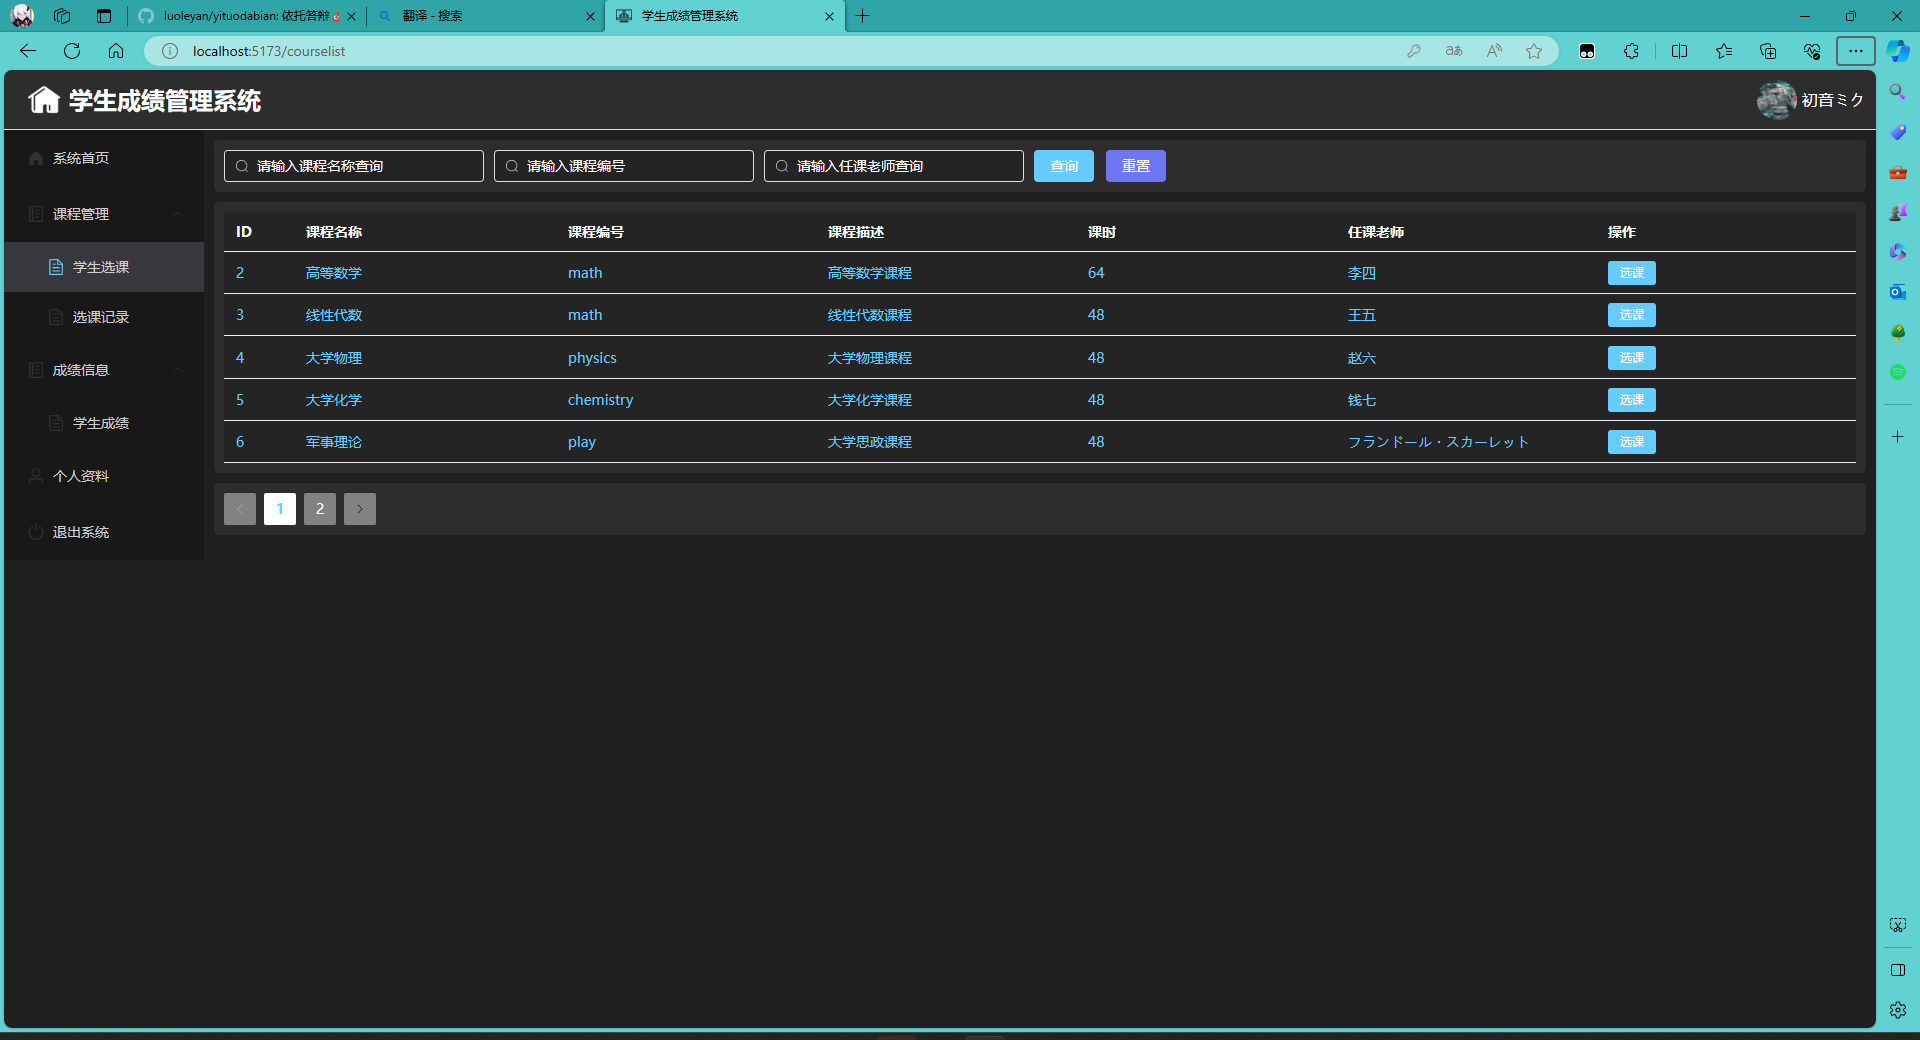 luoleyan/yituodabian: 依托答辩
翻译 - 搜索
学生成绩管理系统
localhost:5173/courselist
学生成绩管理系统
初音ミク
系统首页
课程管理
学生选课
选课记录
成绩信息
学生成绩
个人资料
退出系统
请输入课程名称查询
请输入课程编号
请输入任课老师查询
查询
重置
ID 课程名称 课程编号 课程描述 课时 任课老师 操作
2 高等数学 math 高等数学课程 64 李四 选课
3 线性代数 math 线性代数课程 48 王五 选课
4 大学物理 physics 大学物理课程 48 赵六 选课
5 大学化学 chemistry 大学化学课程 48 钱七 选课
6 军事理论 play 大学思政课程 48 フランドール・スカーレット 选课
1 2